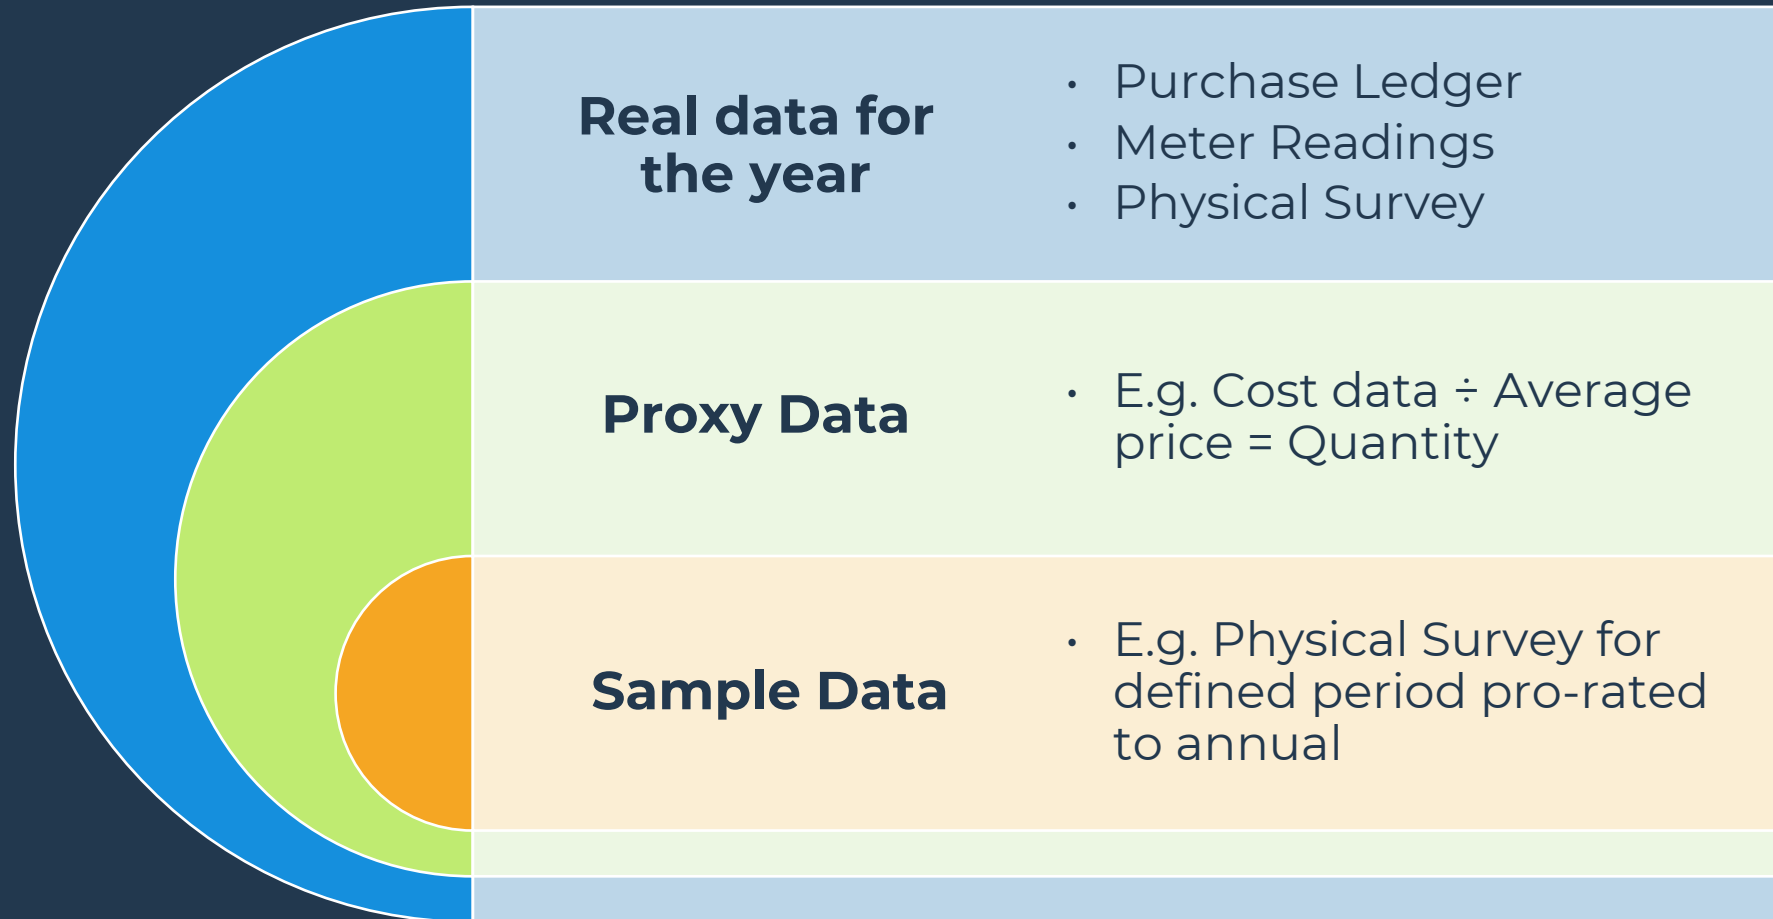 Real data for
the year
• Purchase Ledger
• Meter Readings
• Physical Survey
Proxy Data
• E.g. Cost data ÷ Average
price = Quantity
Sample Data
• E.g. Physical Survey for
defined period pro-rated
to annual